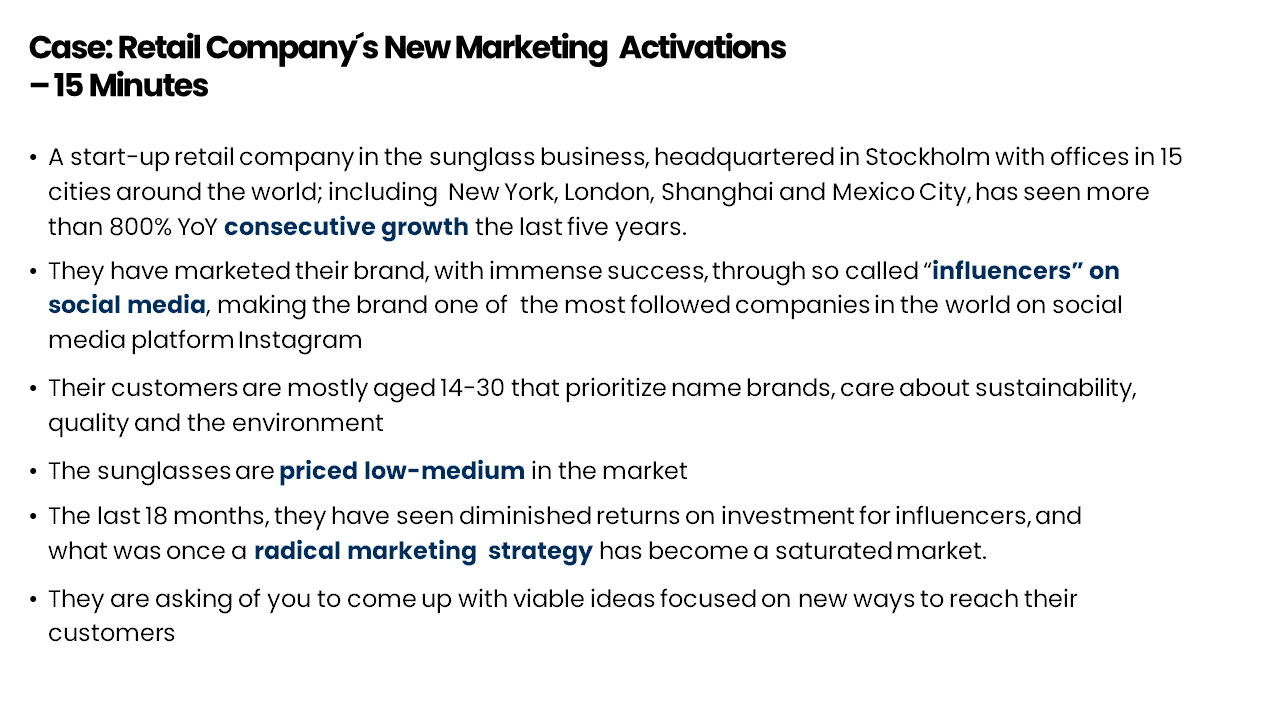 Case: Retail Company´s New Marketing Activations
– 15 Minutes
• A start-up retail company in the sunglass business, headquartered in Stockholm with offices in 15
cities around the world; including New York, London, Shanghai and Mexico City, has seen more
than 800% YoY consecutive growth the last five years.
• They have marketed their brand, with immense success, through so called “influencers” on
social media, making the brand one of the most followed companies in the world on social
media platform Instagram
• Their customers are mostly aged 14-30 that prioritize name brands, care about sustainability,
quality and the environment
• The sunglasses are priced low-medium in the market
• The last 18 months, they have seen diminished returns on investment for influencers, and
what was once a radical marketing strategy has become a saturated market.
• They are asking of you to come up with viable ideas focused on new ways to reach their
customers